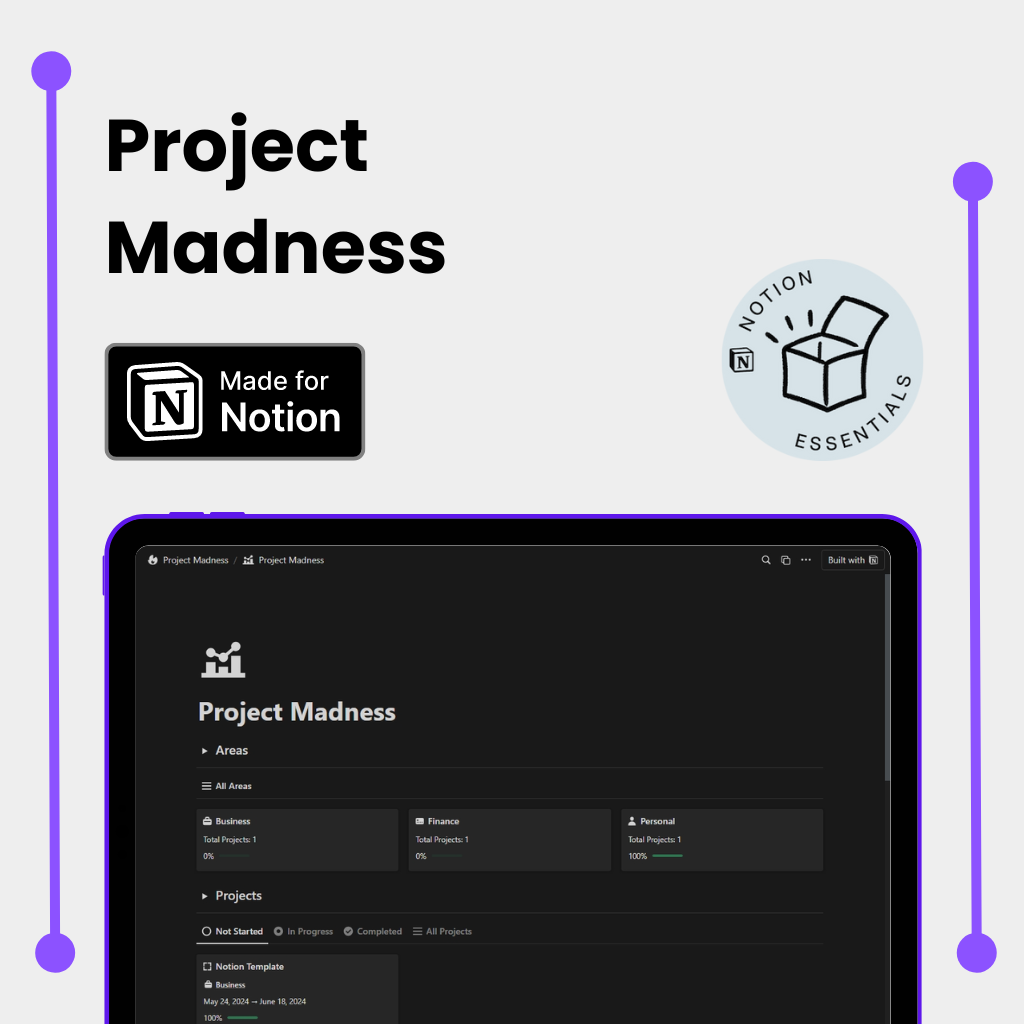 Project
Madness
Made for
Notion
NOTION
N
ESSENTIALS
Project Madness / Project Madness
Built with
Project Madness
Areas
All Areas
Business
Total Projects: 1
0%
Finance
Total Projects: 1
0%
Personal
Total Projects: 1
100%
Projects
Not Started In Progress Completed All Projects
Notion Template
Business
May 24, 2024 → June 18, 2024
100%